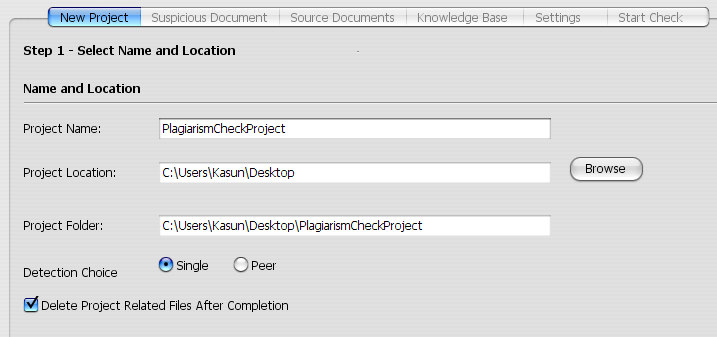 New Project Suspicious Document Source Documents Knowledge Base Settings Start Check
Step 1 - Select Name and Location
Name and Location
Project Name: PlagiarismCheckProject
Project Location: C:\Users\Kasun\Desktop Browse
Project Folder: C:\Users\Kasun\Desktop\PlagiarismCheckProject
Detection Choice Single Peer
Delete Project Related Files After Completion